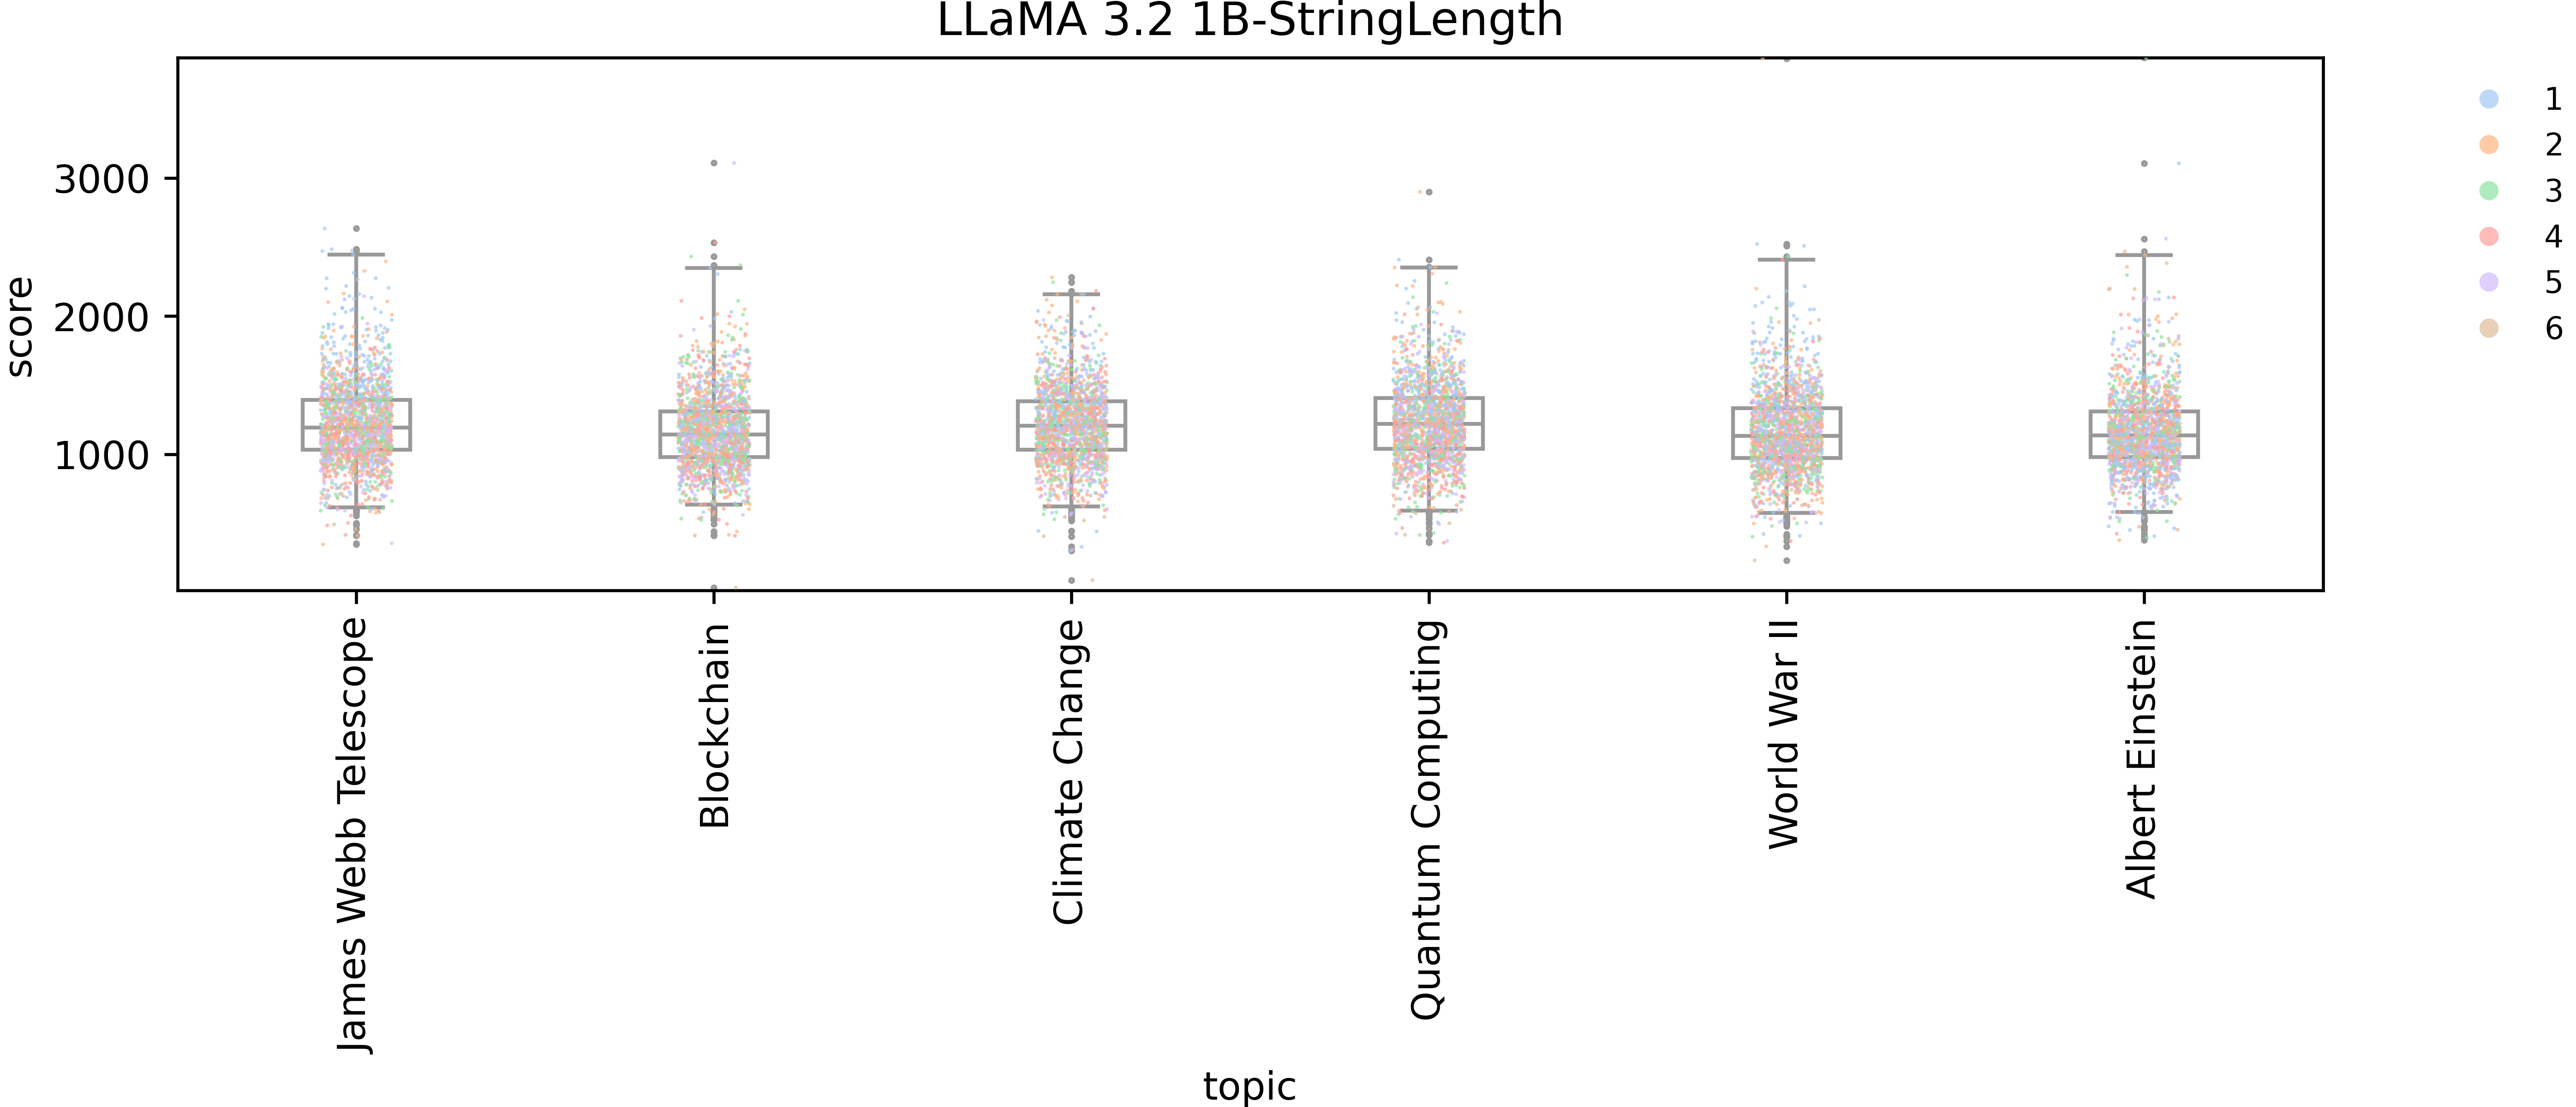 LLaMA 3.2 1B-StringLength
score
3000
2000
1000
James Webb Telescope
Blockchain
Climate Change
Quantum Computing
World War II
Albert Einstein
topic
1
2
3
4
5
6